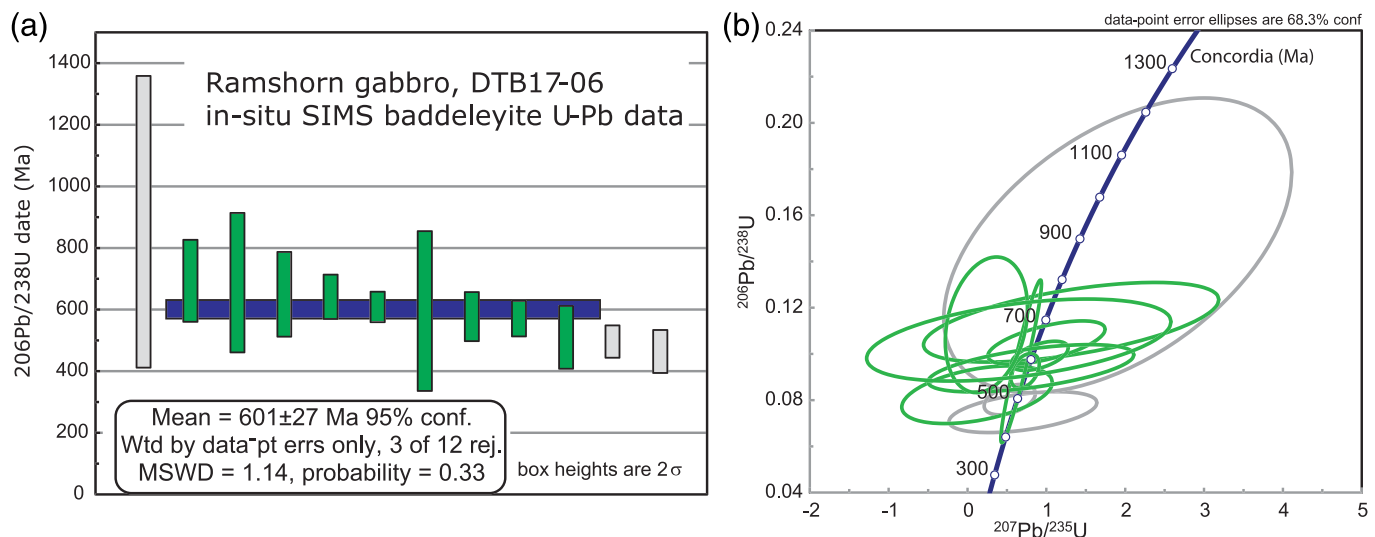 (a)
1400
1200
1000
800
600
400
200
0
206Pb/238U date (Ma)
Ramshorn gabbro, DTB17-06
in-situ SIMS baddeleyite U-Pb data
Mean = 601±27 Ma 95% conf.
Wtd by data-pt errs only, 3 of 12 rej.
MSWD = 1.14, probability = 0.33
box heights are 2σ
(b)
data-point error ellipses are 68.3% conf
0.24
0.20
0.16
0.12
0.08
0.04
206Pb/238U
Concordia (Ma)
1300
1100
900
700
500
300
-2
-1
0
1
2
3
4
5
207Pb/235U